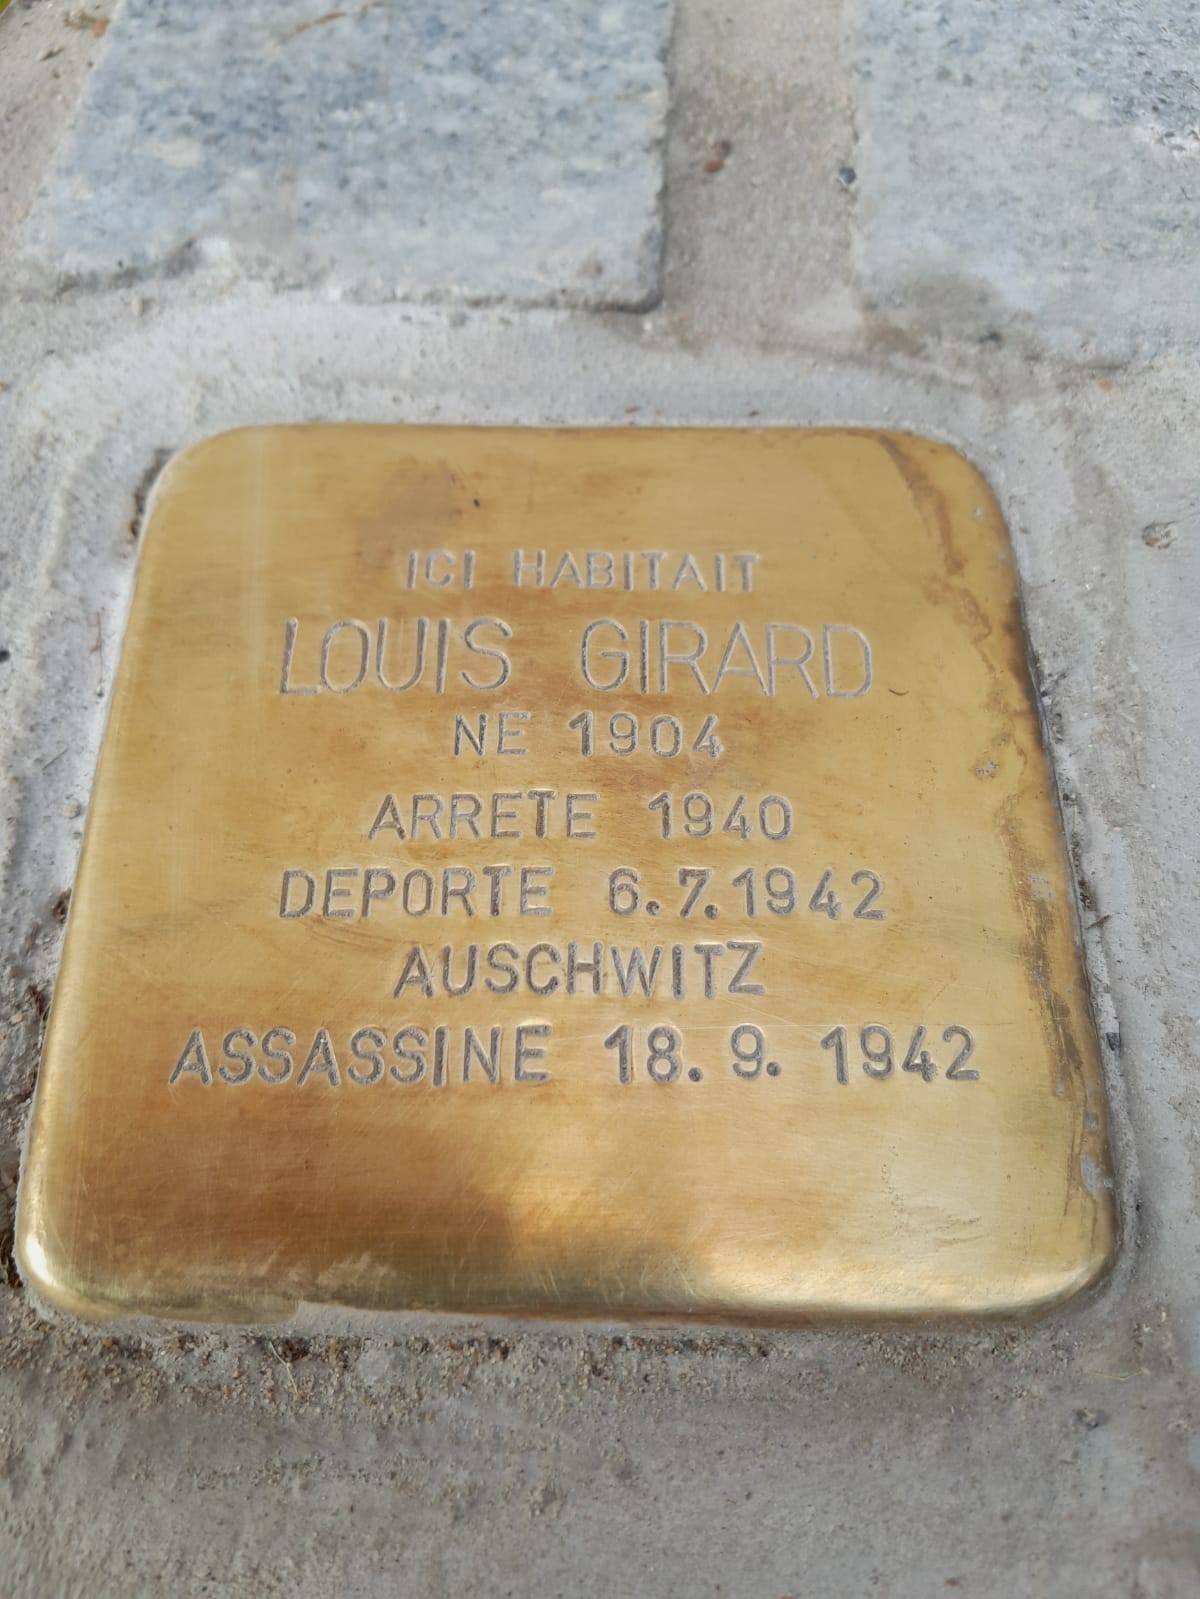 ICI HABITAIT
LOUIS GIRARD
NE 1904
ARRETE 1940
DEPORTE 6.7.1942
AUSCHWITZ
ASSASSINE 18.9.1942